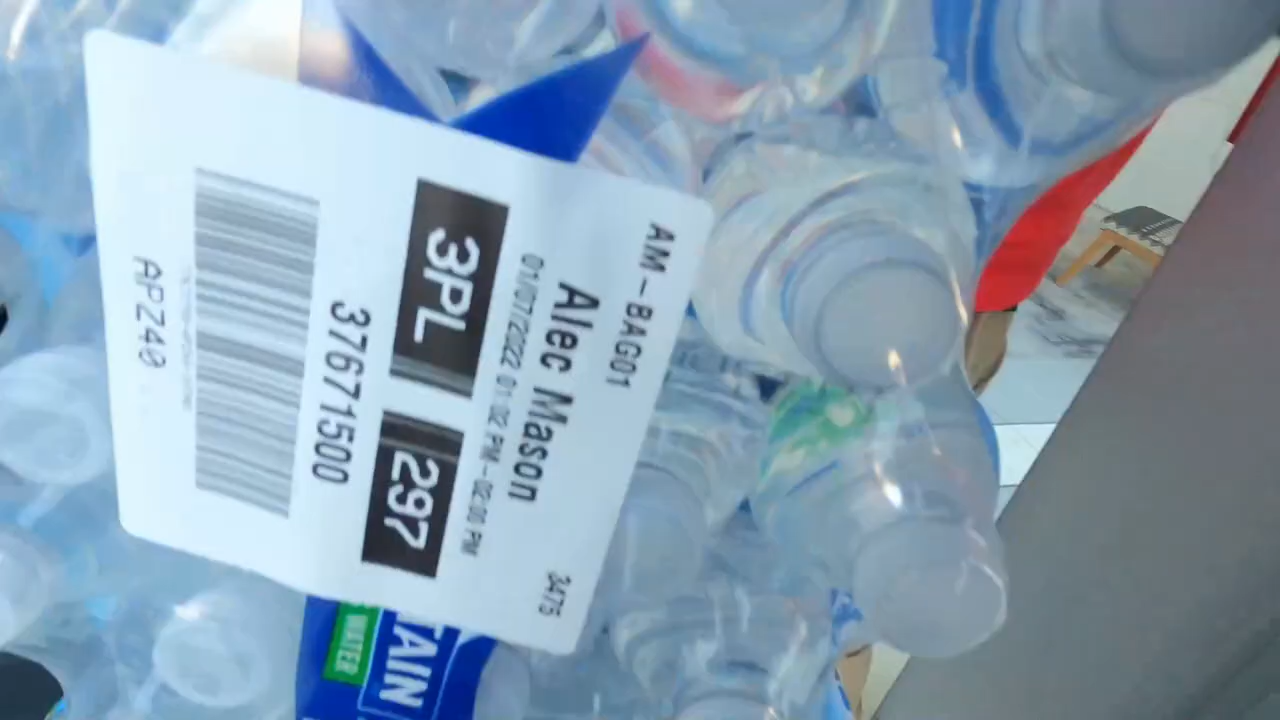 AM-BAG01
Alec Mason
01/07/2022 01:02 PM-02:00 PM
3475
3PL
297
37671500
APZ40
TAIN
WATER